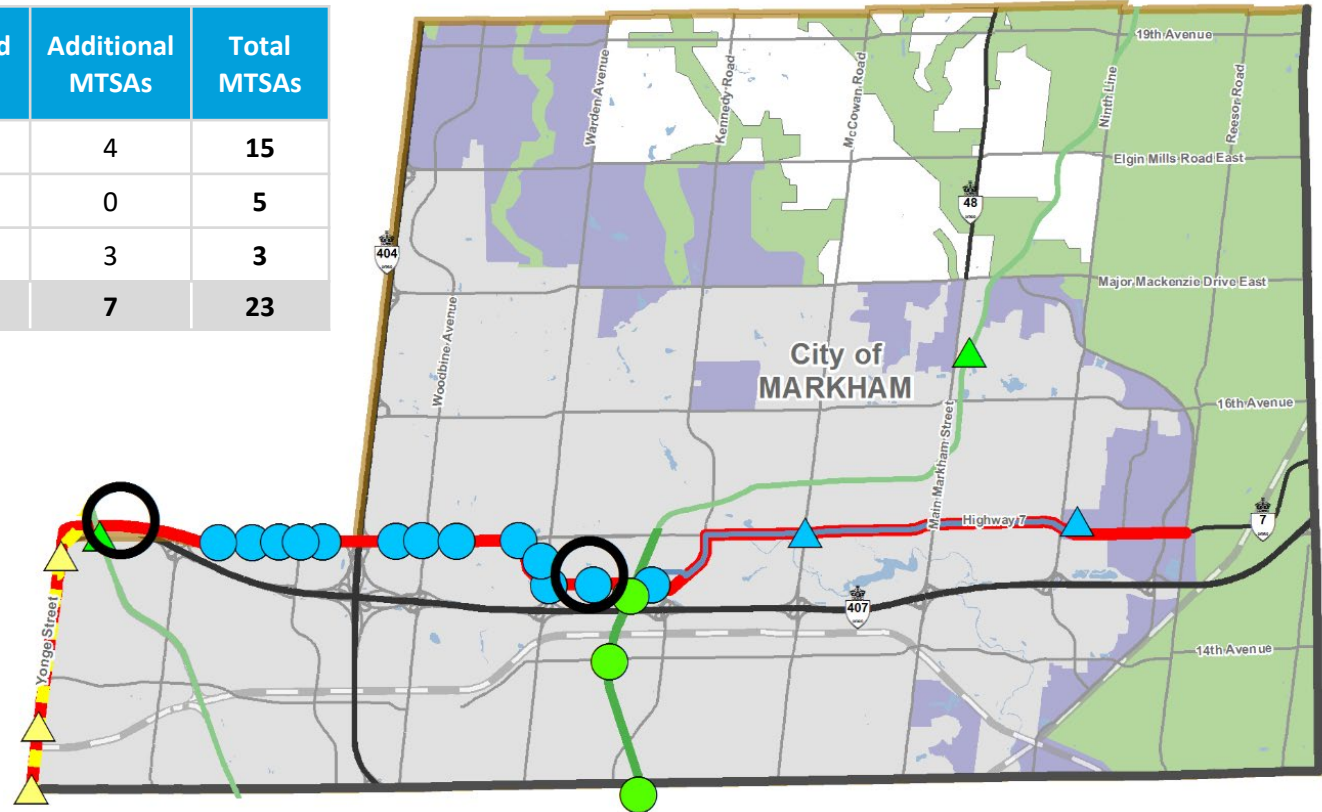 d Additional Total
MTSAs MTSAs
4 15
0 5
3 3
7 23
19th Avenue
Warden Avenue
Kennedy Road
McCowan Road
Ninth Line
Reesor Road
Elgin Mills Road East
48
404
Major Mackenzie Drive East
Woodbine Avenue
City of
MARKHAM
16th Avenue
Main Markham Street
Highway 7
7
407
Yonge Street
14th Avenue